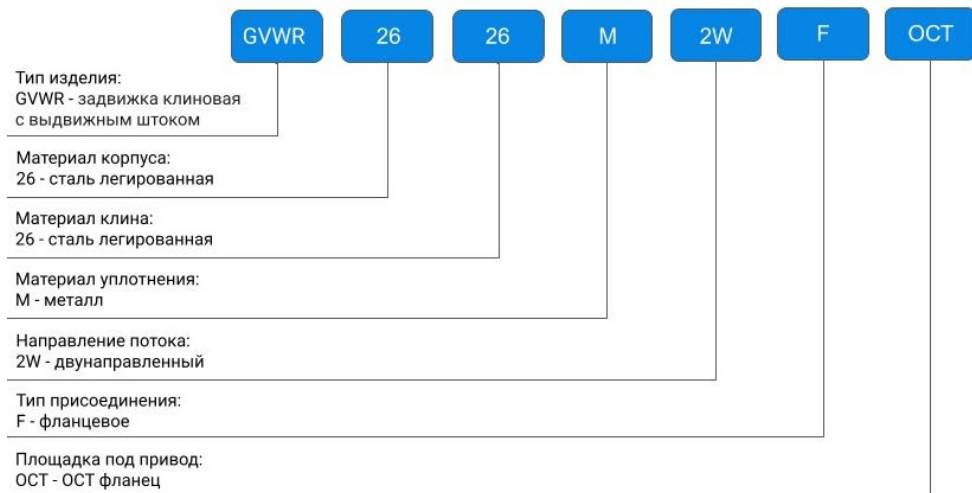 GVWR 26 26 M 2W F ОСТ
Тип изделия:
GVWR - задвижка клиновая
с выдвижным штоком
Материал корпуса:
26 - сталь легированная
Материал клина:
26 - сталь легированная
Материал уплотнения:
М - металл
Направление потока:
2W - двунаправленный
Тип присоединения:
F - фланцевое
Площадка под привод:
ОСТ - ОСТ фланец